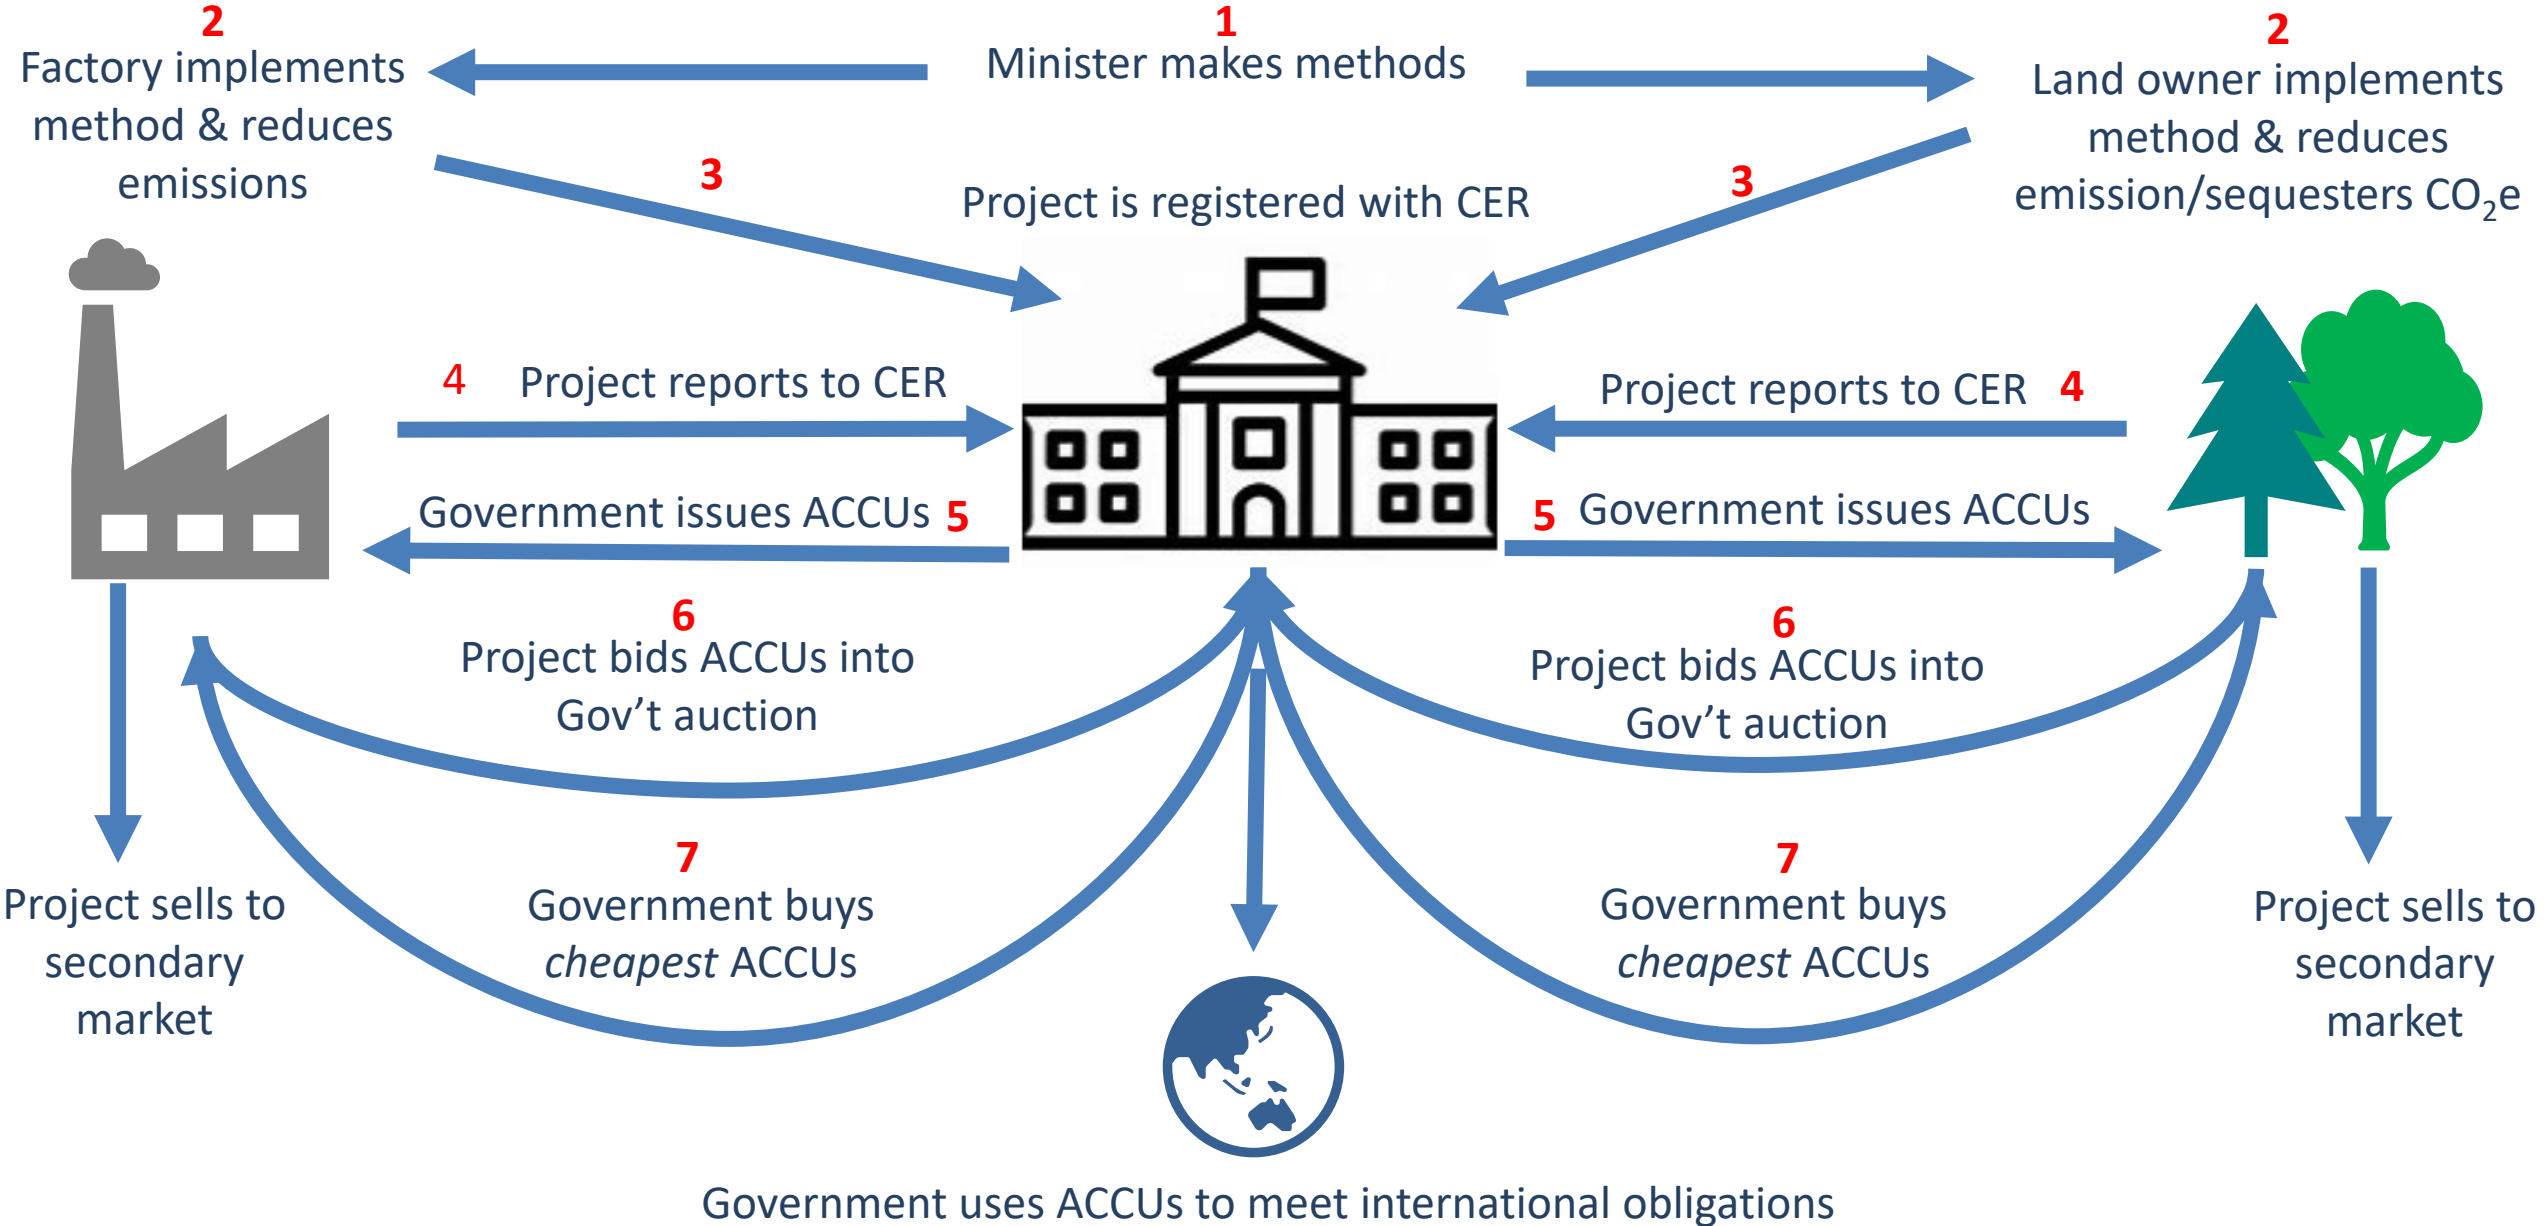 2
Factory implements
method & reduces
emissions
1
Minister makes methods
2
Land owner implements
method & reduces
emission/sequesters CO₂e
3
Project is registered with CER
3
4 Project reports to CER
Project reports to CER 4
Government issues ACCUs 5
5 Government issues ACCUs
6
Project bids ACCUs into
Gov’t auction
6
Project bids ACCUs into
Gov’t auction
Project sells to
secondary
market
7
Government buys
cheapest ACCUs
7
Government buys
cheapest ACCUs
Project sells to
secondary
market
Government uses ACCUs to meet international obligations